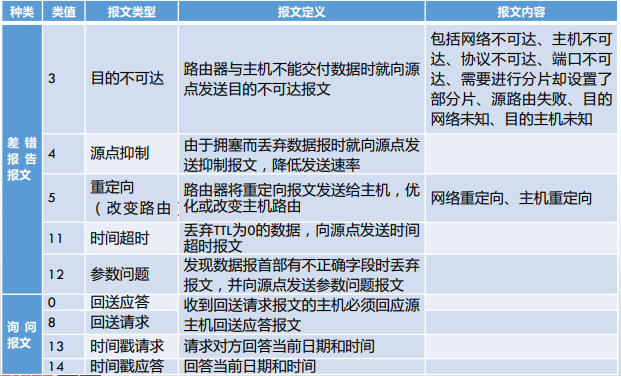 种类 类值 报文类型 报文定义 报文内容
差 错
报 告
报文
3
目的不可达
路由器与主机不能交付数据时就向源
点发送目的不可达报文
包括网络不可达、主机不可
达、协议不可达、端口不可
达、需要进行分片却设置了
部分片、源路由失败、目的
网络未知、目的主机未知
4
源点抑制
由于拥塞而丢弃数据报时就向源点发
送抑制报文，降低发送速率
5
重定向
（改变路由）
路由器将重定向报文发送给主机，优
化或改变主机路由
网络重定向、主机重定向
11
时间超时
丢弃TTL为0的数据，向源点发送时间
超时报文
12
参数问题
发现数据报首部有不正确字段时丢弃
报文，并向源点发送参数问题报文
询 问
报文
0 回送应答
8 回送请求
收到回送请求报文的主机必须回应源
主机回送应答报文
13 时间戳请求 请求对方回答当前日期和时间
14 时间戳应答 回答当前日期和时间